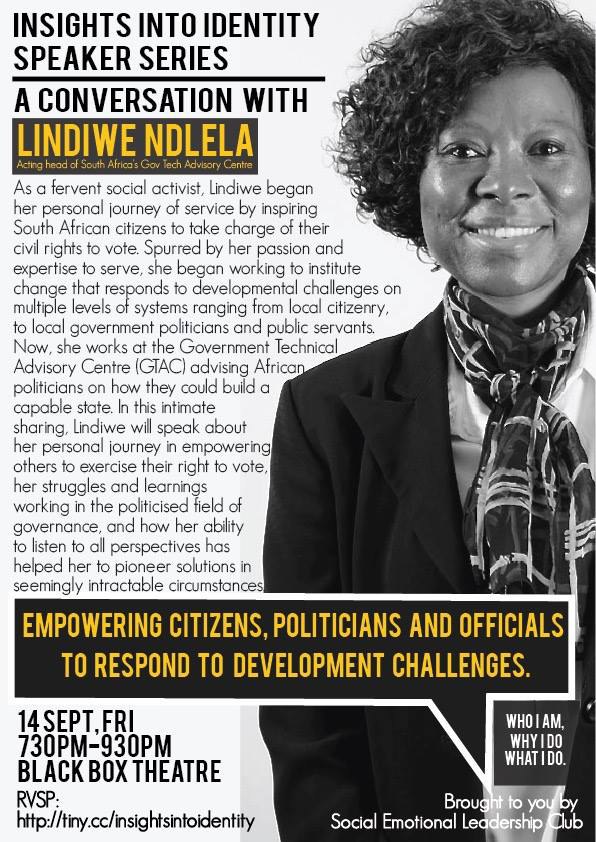 INSIGHTS INTO IDENTITY
SPEAKER SERIES
A CONVERSATION WITH
LINDIWE NDLELA
Acting head of South Africa's Gov Tech Advisory Centre
As a fervent social activist, Lindiwe began
her personal journey of service by inspiring
South African citizens to take charge of their
civil rights to vote. Spurred by her passion and
expertise to serve, she began working to institute
change that responds to developmental challenges on
multiple levels of systems ranging from local citizenry,
to local government politicians and public servants.
Now, she works at the Government Technical
Advisory Centre (GTAC) advising African
politicians on how they could build a
capable state. In this intimate
sharing, Lindiwe will speak about
her personal journey in empowering
others to exercise their right to vote,
her struggles and learnings
working in the politicised field of
governance, and how her ability
to listen to all perspectives has
helped her to pioneer solutions in
seemingly intractable circumstances
EMPOWERING CITIZENS, POLITICIANS AND OFFICIALS
TO RESPOND TO DEVELOPMENT CHALLENGES.
14 SEPT, FRI
730PM-930PM
BLACK BOX THEATRE
RVSP:
http://tiny.cc/insightsintoidentity
WHO I AM,
WHY I DO
WHAT I DO.
Brought to you by
Social Emotional Leadership Club